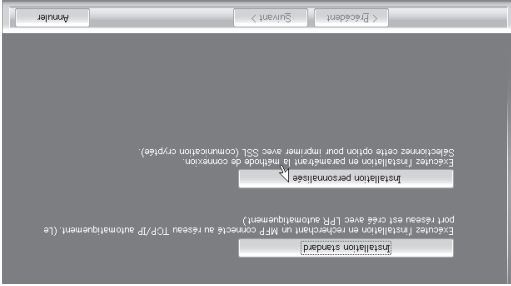 Installation standard
Exécutez l'installation en recherchant un MFP connecté au réseau TCP/IP automatiquement. (Le
port réseau est créé avec LPR automatiquement.)
Installation personnalisée
Exécutez l'installation en paramétrant la méthode de connexion.
Sélectionnez cette option pour imprimer avec SSL (communication cryptée).
< Précédent
Suivant >
Annuler